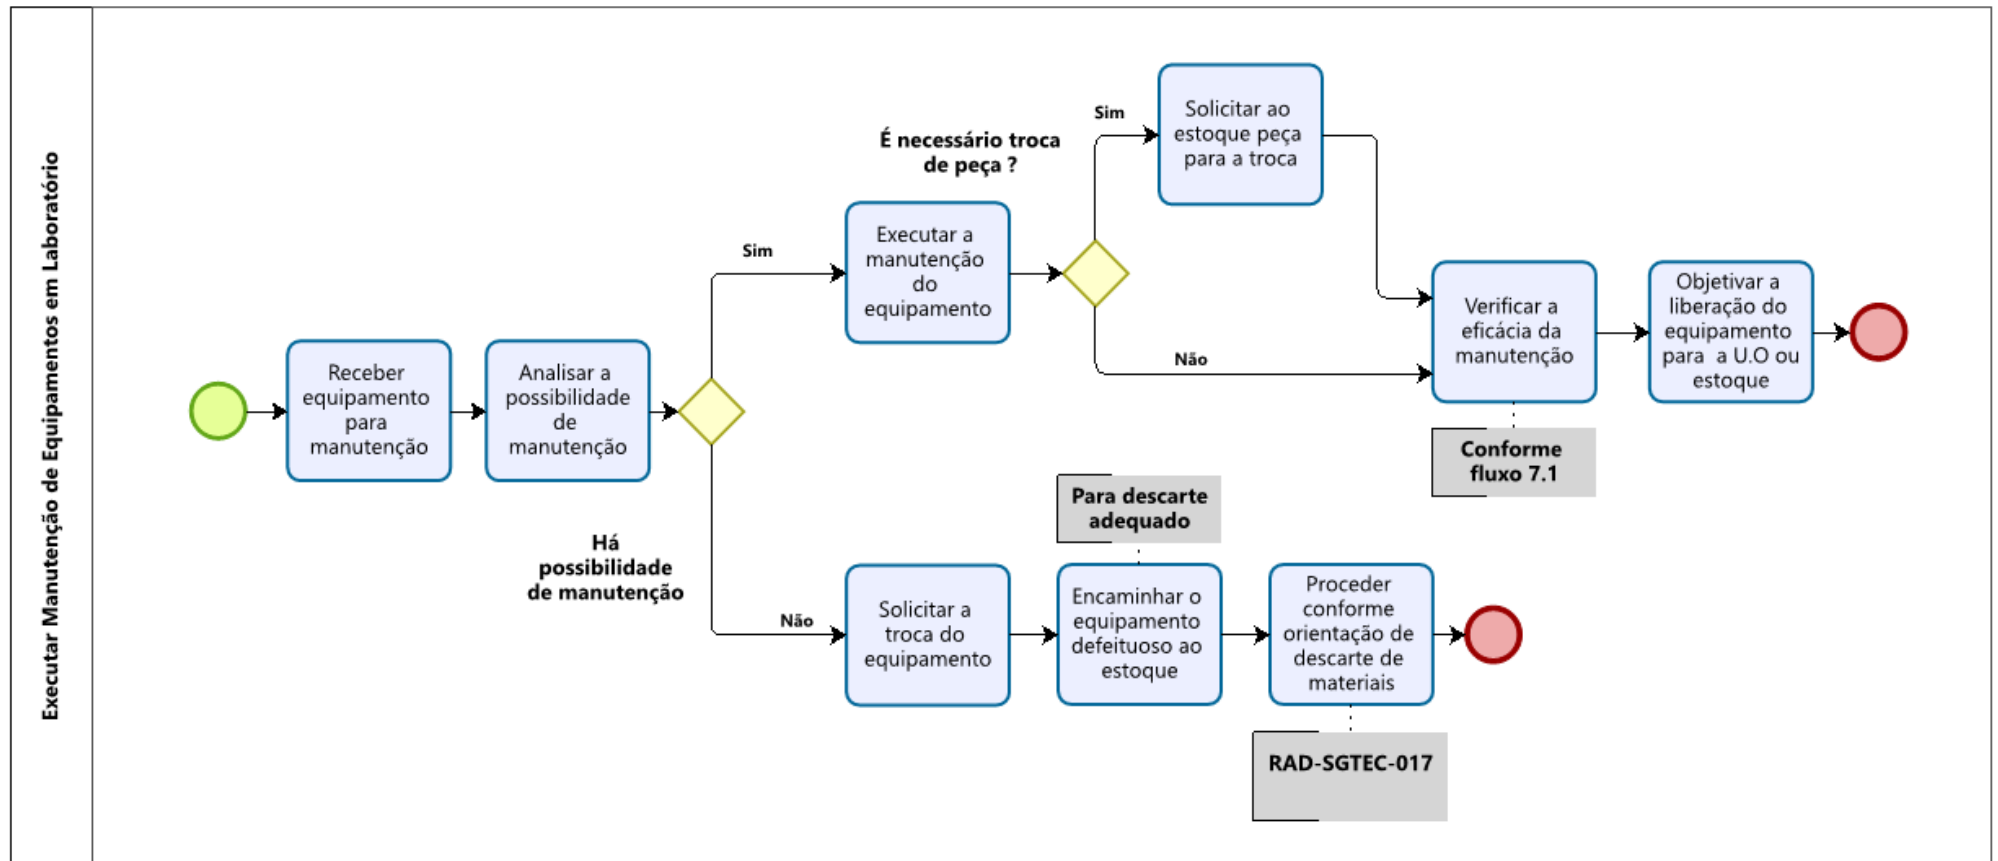 Executar Manutenção de Equipamentos em Laboratório
Receber
equipamento
para
manutenção
Analisar a
possibilidade
de
manutenção
Há
possibilidade
de manutenção
Sim
Executar a
manutenção
do
equipamento
É necessário troca
de peça ?
Sim
Solicitar ao
estoque peça
para a troca
Não
Verificar a
eficácia da
manutenção
Conforme
fluxo 7.1
Objetivar a
liberação do
equipamento
para  a U.O ou
estoque
Não
Solicitar a
troca do
equipamento
Para descarte
adequado
Encaminhar o
equipamento
defeituoso ao
estoque
Proceder
conforme
orientação de
descarte de
materiais
RAD-SGTEC-017